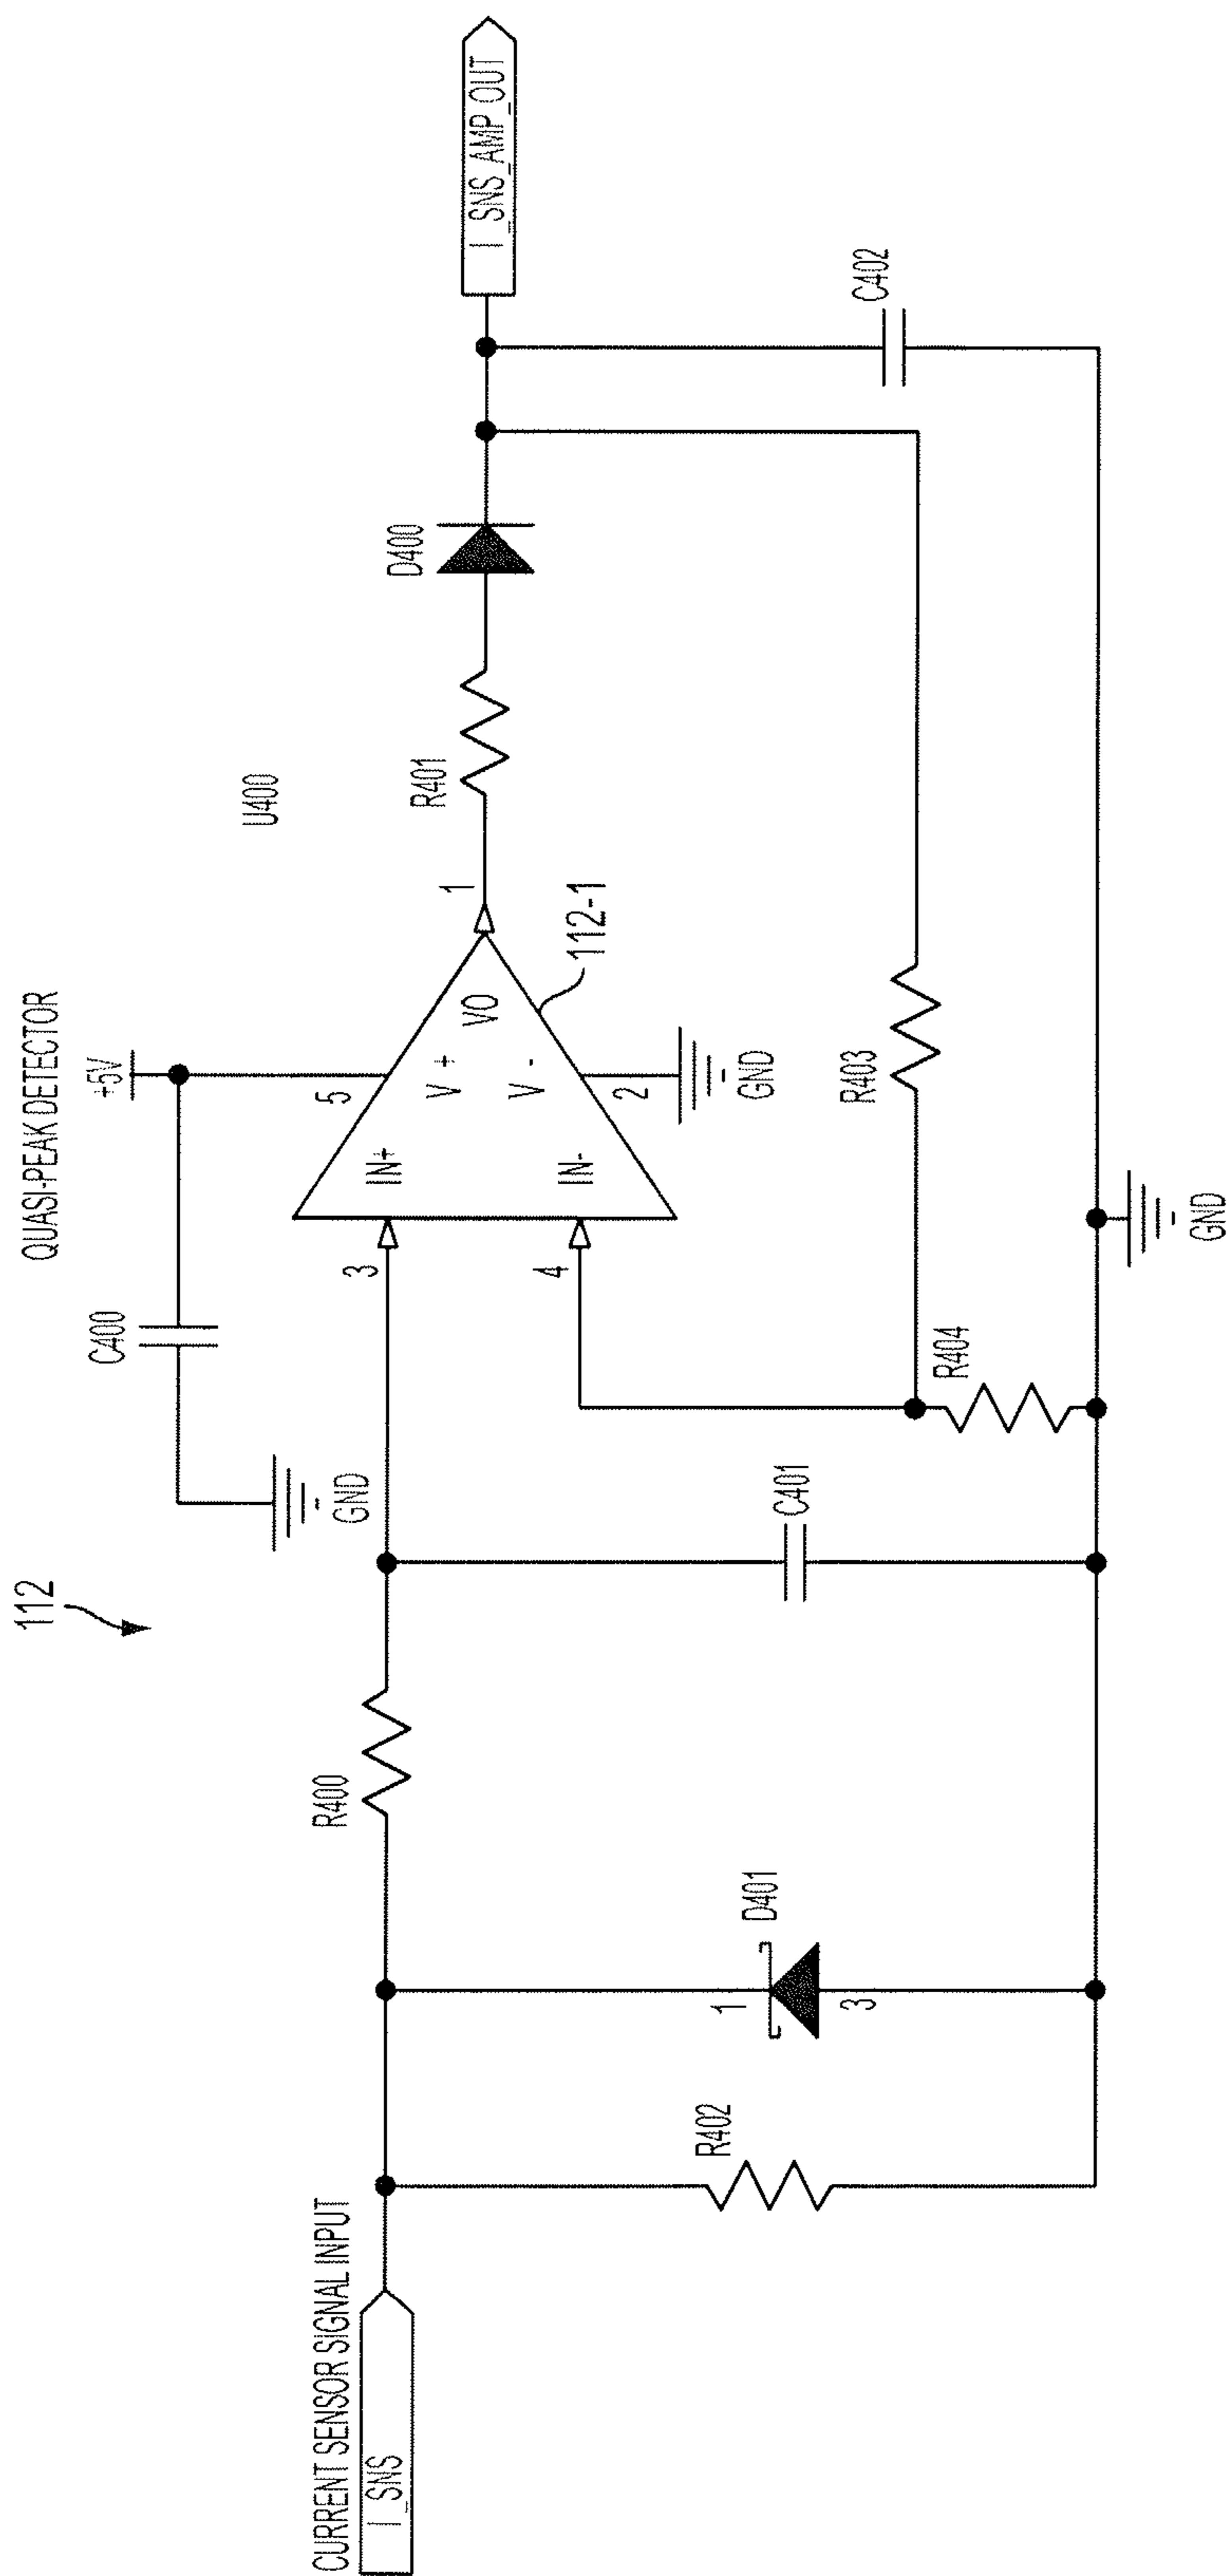 112
QUASI-PEAK DETECTOR
+5V
C400
GND
U400
CURRENT SENSOR SIGNAL INPUT
I_SNS
R400
3
IN+
5
V +
VO
1
R401
D400
I_SNS_AMP_OUT
4
IN-
V -
2
GND
112-1
R402
1
D401
3
C401
R404
R403
C402
GND